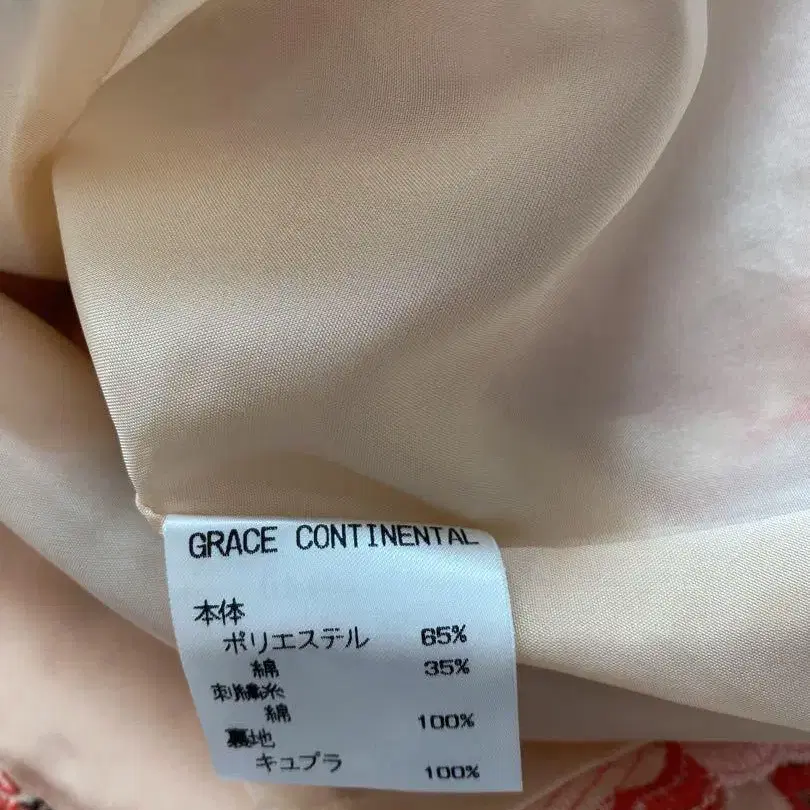 GRACE CONTINENTAL
本体
ポリエステル 65%
綿 35%
刺繍糸
綿 100%
裏地
キュプラ 100%